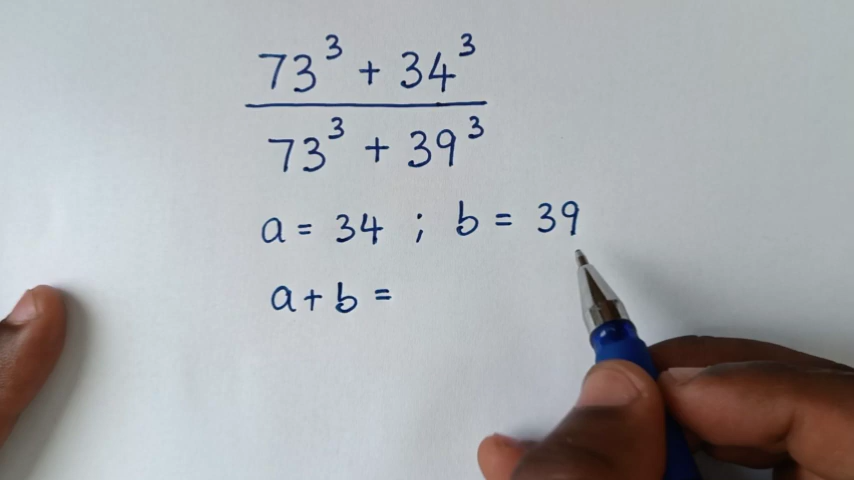 73³ + 34³
73³ + 39³
a = 34 ; b = 39
a + b =